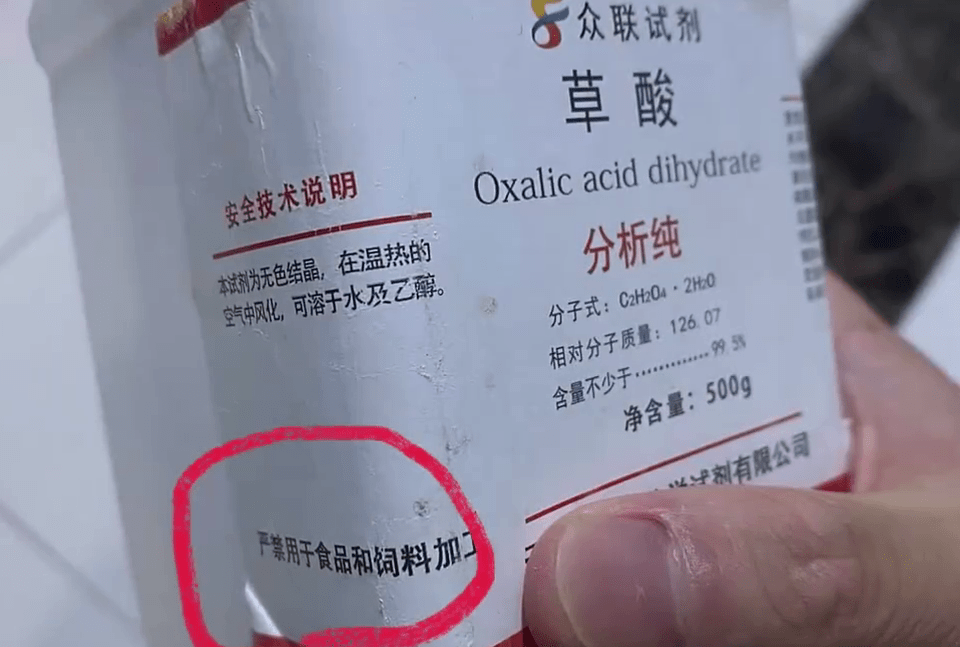 众联试剂
草酸
Oxalic acid dihydrate
分析纯
分子式：C₂H₂O₄·2H₂O
相对分子质量：126.07
含量不少于............99.5%
净含量：500g
试剂有限公司
安全技术说明
本试剂为无色结晶，在温热的
空气中风化，可溶于水及乙醇。
严禁用于食品和饲料加工